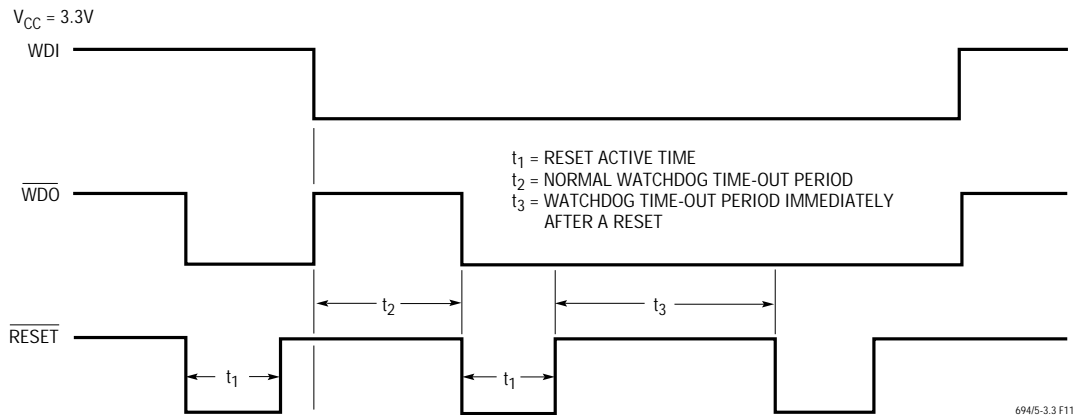 V_CC = 3.3V
WDI
t_1 = RESET ACTIVE TIME
t_2 = NORMAL WATCHDOG TIME-OUT PERIOD
t_3 = WATCHDOG TIME-OUT PERIOD IMMEDIATELY
AFTER A RESET
WDO
t_2
t_3
RESET
t_1
t_1
694/5-3.3 F11